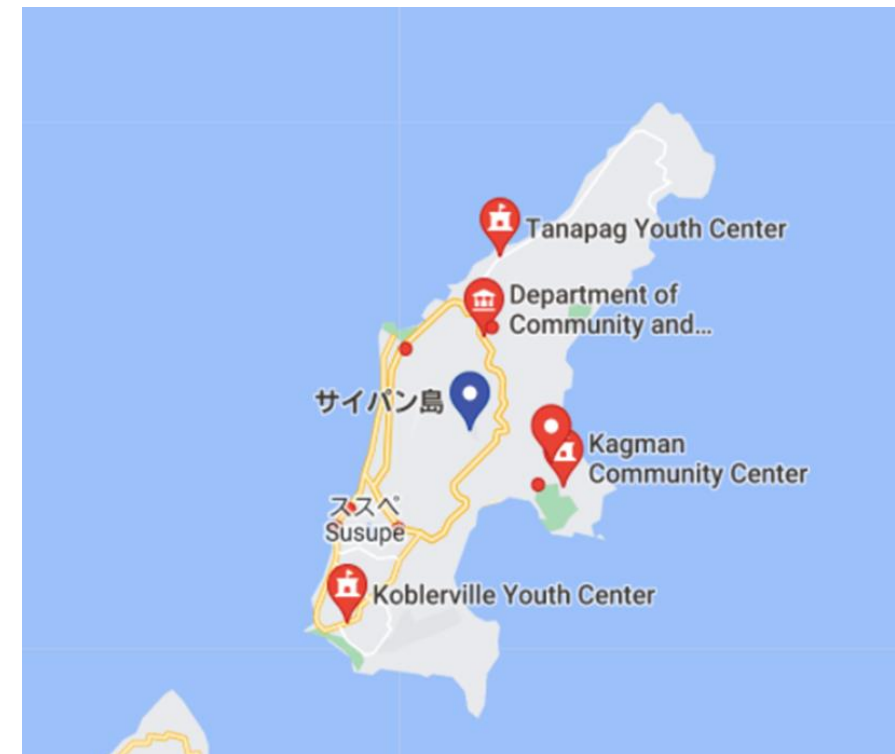 Tanapag Youth Center
Department of
Community and...
サイパン島
Kagman
Community Center
ススペ
Susupe
Koblerville Youth Center